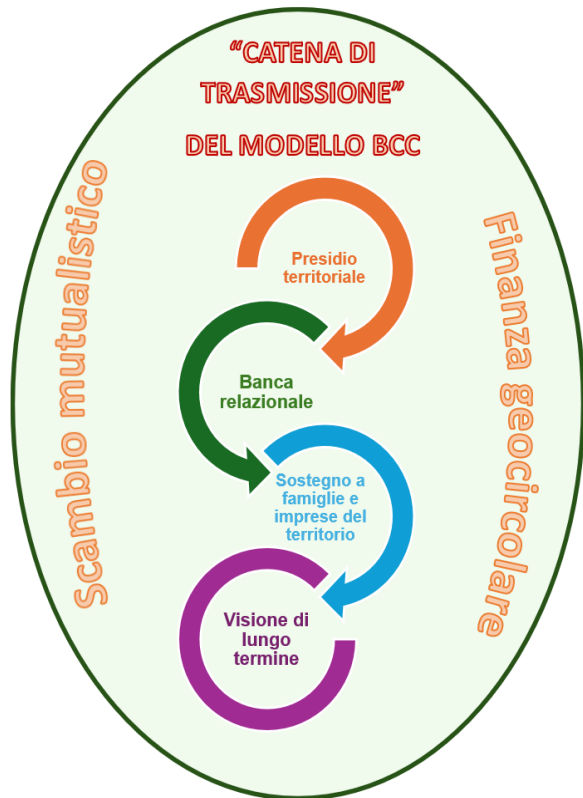 “CATENA DI
TRASMISSIONE”
DEL MODELLO BCC
Scambio mutualistico
Finanza geocircolare
Presidio
territoriale
Banca
relazionale
Sostegno a
famiglie e
imprese del
territorio
Visione di
lungo
termine